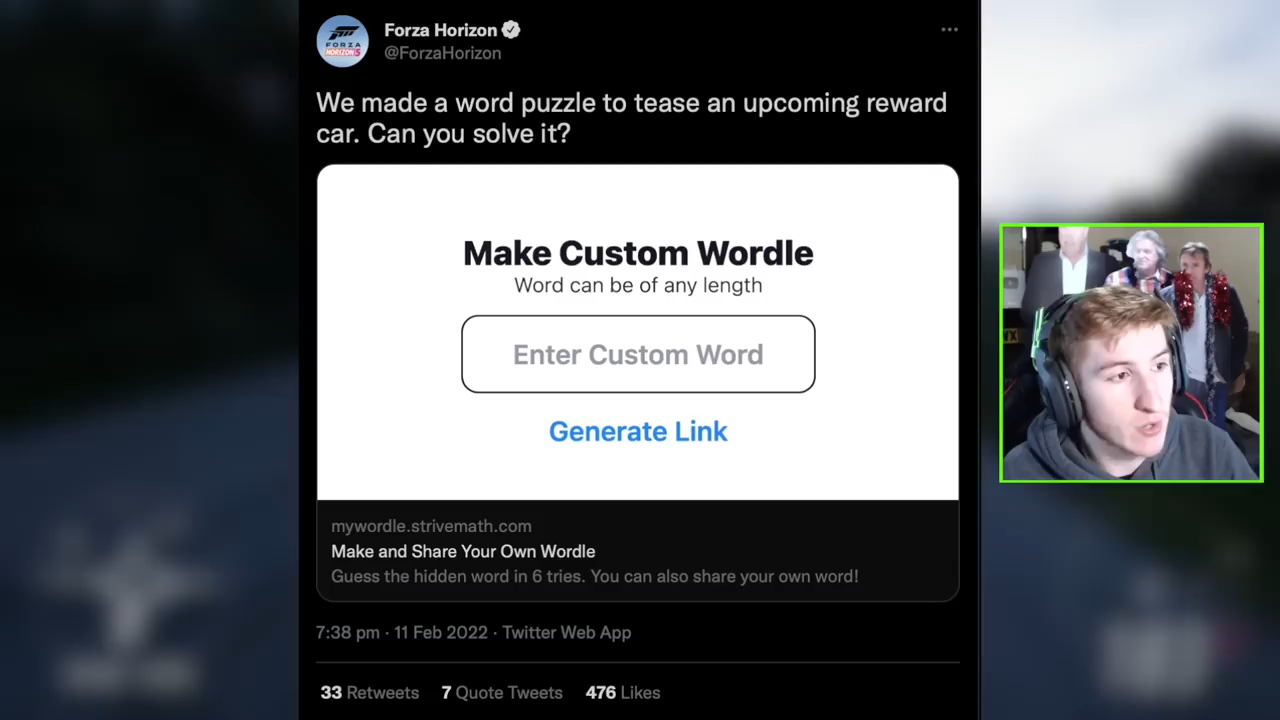 Forza Horizon
@ForzaHorizon
FORZA
HORIZON 5
We made a word puzzle to tease an upcoming reward
car. Can you solve it?
Make Custom Wordle
Word can be of any length
Enter Custom Word
Generate Link
mywordle.strivemath.com
Make and Share Your Own Wordle
Guess the hidden word in 6 tries. You can also share your own word!
7:38 pm · 11 Feb 2022 · Twitter Web App
33 Retweets 7 Quote Tweets 476 Likes